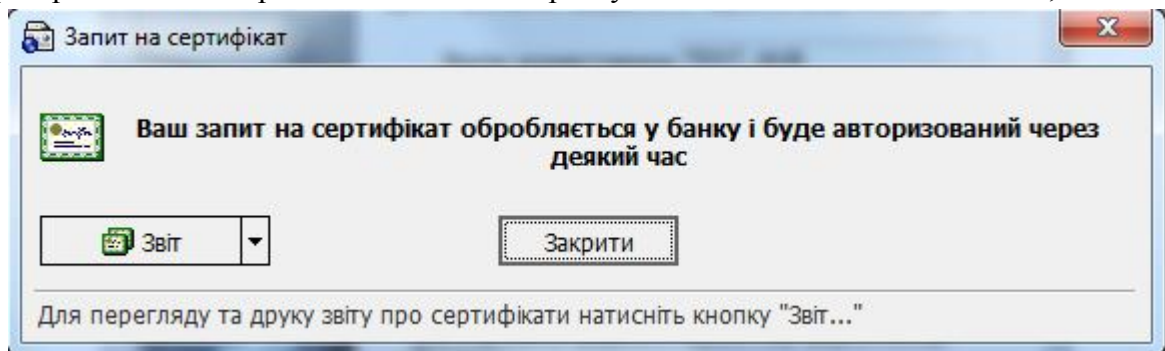 Запит на сертифікат
Ваш запит на сертифікат обробляється у банку і буде авторизований через
деякий час
Звіт
Закрити
Для перегляду та друку звіту про сертифікати натисніть кнопку "Звіт..."